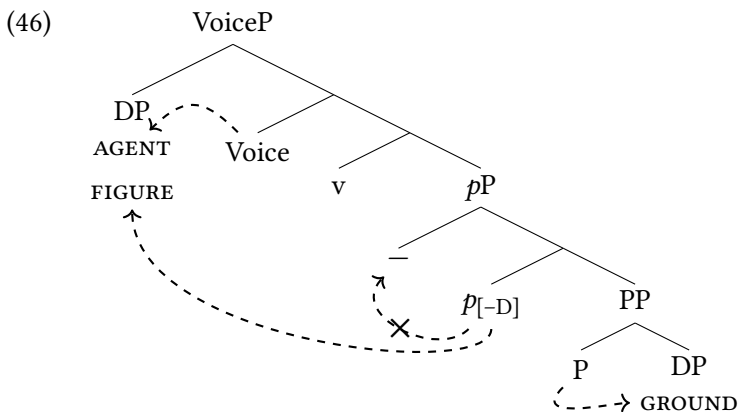 (46) VoiceP
DP
AGENT Voice
FIGURE v pP
–
p[–D] PP
P DP
GROUND